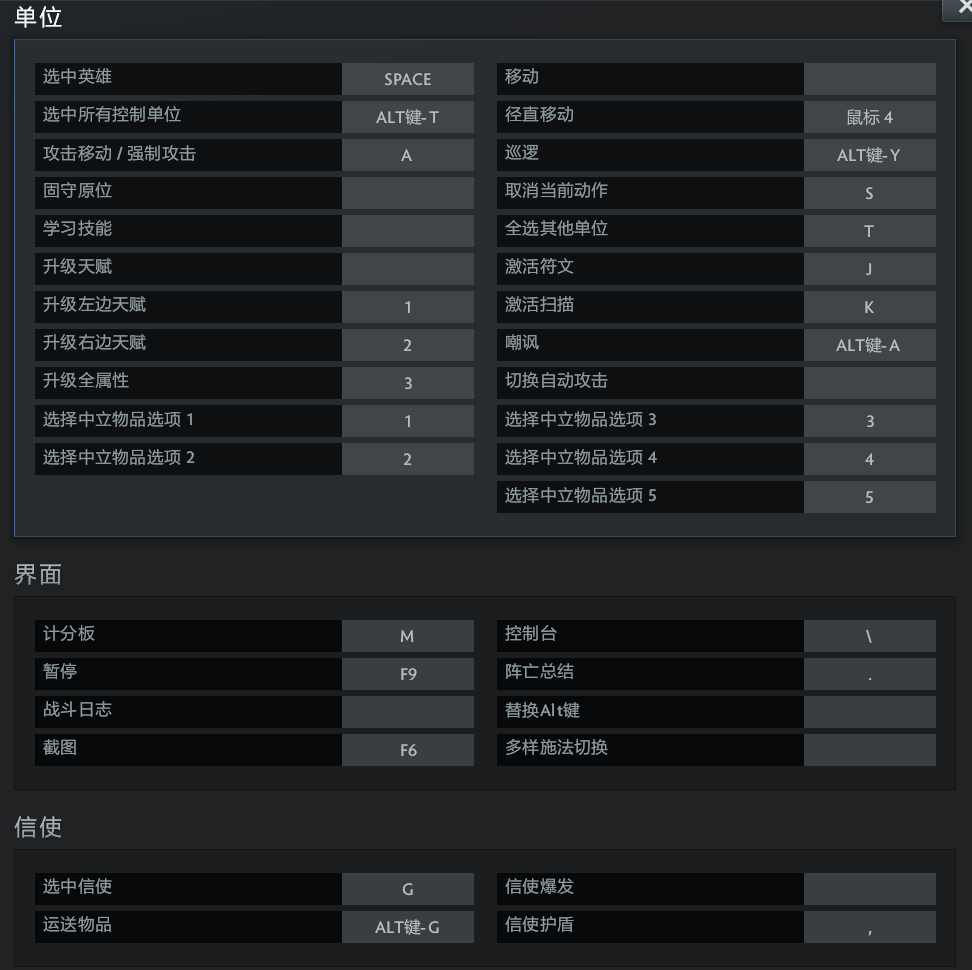 单位
选中英雄 SPACE 移动
选中所有控制单位 ALT键-T 径直移动 鼠标 4
攻击移动 / 强制攻击 A 巡逻 ALT键-Y
固守原位 取消当前动作 S
学习技能 全选其他单位 T
升级天赋 激活符文 J
升级左边天赋 1 激活扫描 K
升级右边天赋 2 嘲讽 ALT键-A
升级全属性 3 切换自动攻击
选择中立物品选项 1 1 选择中立物品选项 3 3
选择中立物品选项 2 2 选择中立物品选项 4 4
选择中立物品选项 5 5
界面
计分板 M 控制台 \
暂停 F9 阵亡总结 .
战斗日志 替换Alt键
截图 F6 多样施法切换
信使
选中信使 G 信使爆发
运送物品 ALT键-G 信使护盾 ,